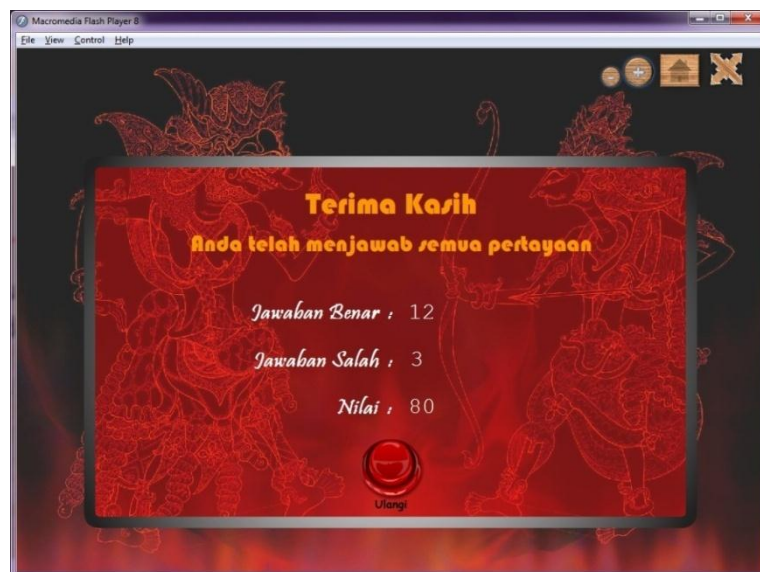 Macromedia Flash Player 8
File View Control Help
Terima Kasih
Anda telah menjawab semua pertayaan
Jawaban Benar : 12
Jawaban Salah : 3
Nilai : 80
Ulangi